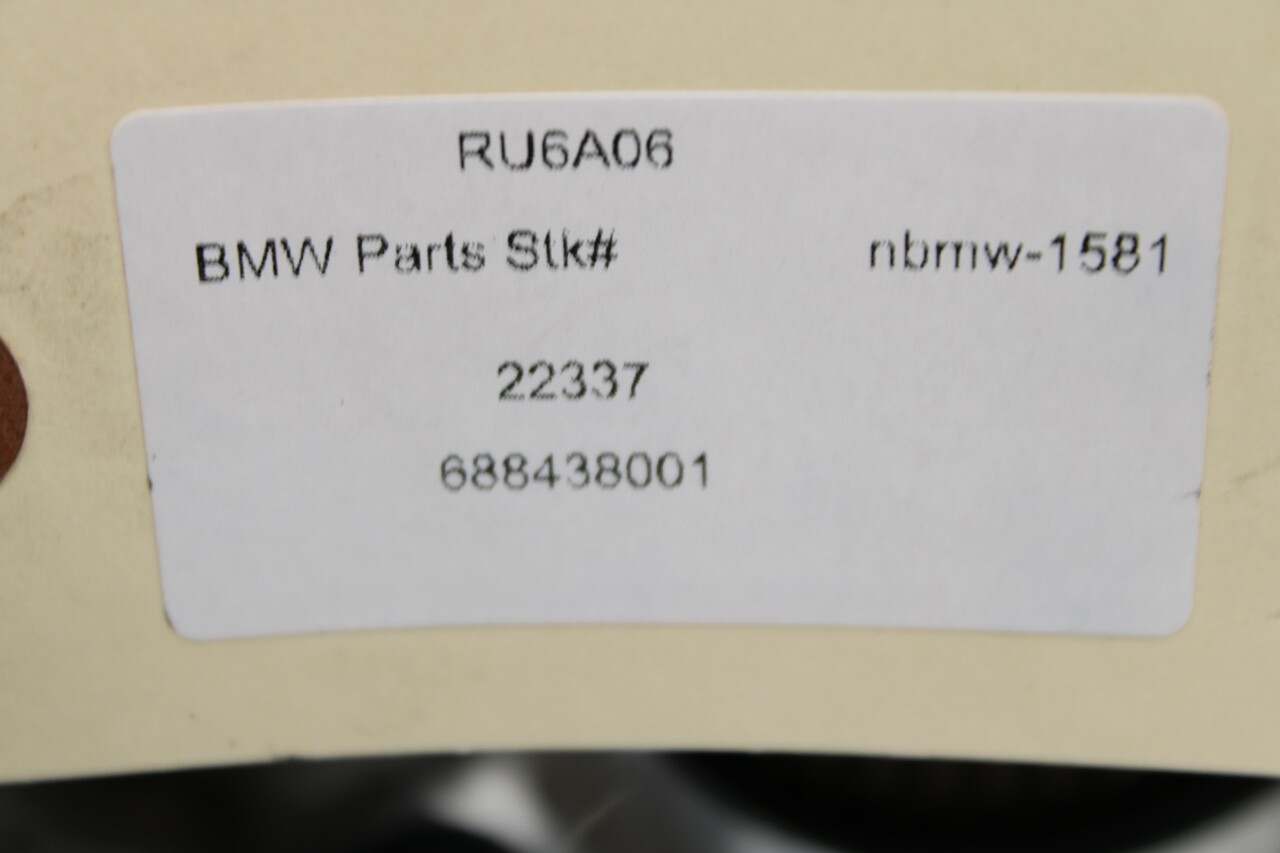 RU6A06
BMW Parts Stk# nbmw-1581
22337
688438001